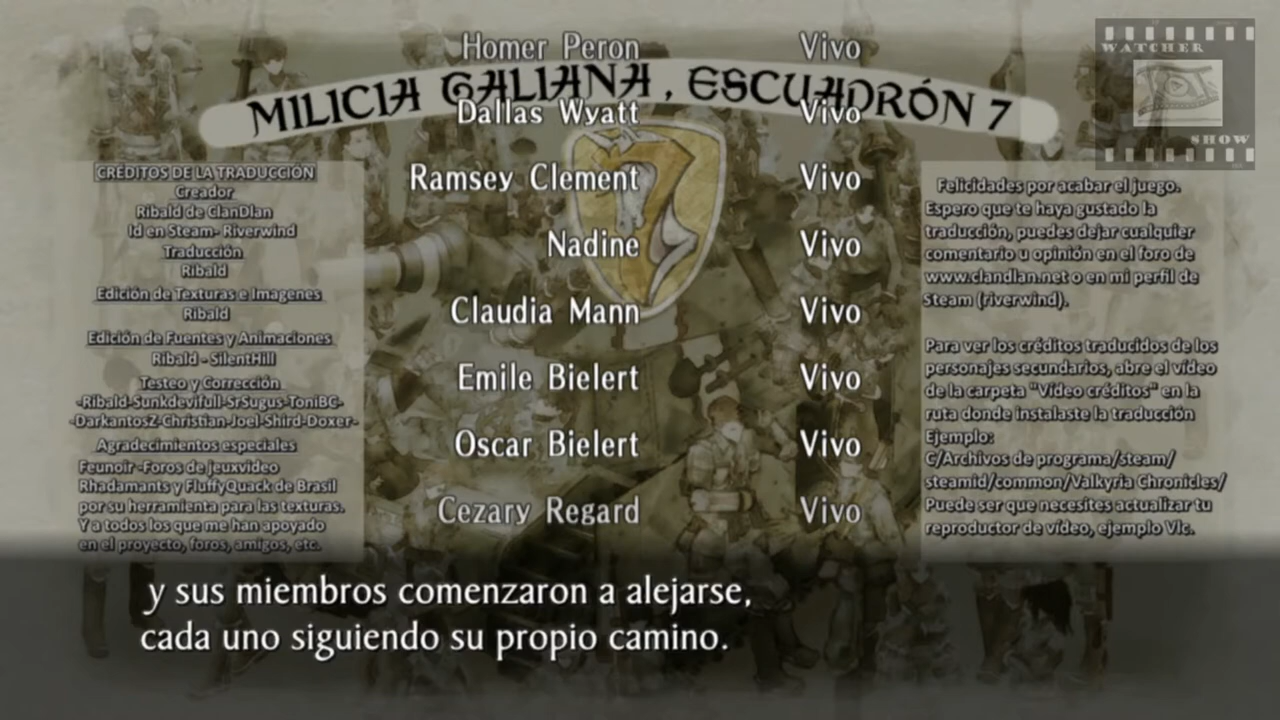 Homer Peron Vivo
MILICIA GALIANA, ESCUADRÓN 7
Dallas Wyatt Vivo
Ramsey Clement Vivo
Nadine Vivo
Claudia Mann Vivo
Emile Bielert Vivo
Oscar Bielert Vivo
Cezary Regard Vivo
WATCHER
SHOW
CRÉDITOS DE LA TRADUCCIÓN
Creador
Ribald de ClanDlan
Id en Steam- Riverwind
Traducción
Ribald
Edición de Texturas e Imagenes
Ribald
Edición de Fuentes y Animaciones
Ribald - SilentHill
Testeo y Corrección
-Ribald-Sunkdevifull-SrSugus-ToniBC-
-DarkantosZ-Christian-Joel-Shird-Doxer-
Agradecimientos especiales
Feunoir -Foros de jeuxvideo
Rhadamants y FluffyQuack de Brasil
por su herramienta para las texturas.
Y a todos los que me han apoyado
en el proyecto, foros, amigos, etc.
Felicidades por acabar el juego.
Espero que te haya gustado la
traducción, puedes dejar cualquier
comentario u opinión en el foro de
www.clandlan.net o en mi perfil de
Steam (riverwind).
Para ver los créditos traducidos de los
personajes secundarios, abre el vídeo
de la carpeta "Vídeo créditos" en la
ruta donde instalaste la traducción
Ejemplo:
C/Archivos de programa/steam/
steamid/common/Valkyria Chronicles/
Puede ser que necesites actualizar tu
reproductor de vídeo, ejemplo Vlc.
y sus miembros comenzaron a alejarse,
cada uno siguiendo su propio camino.